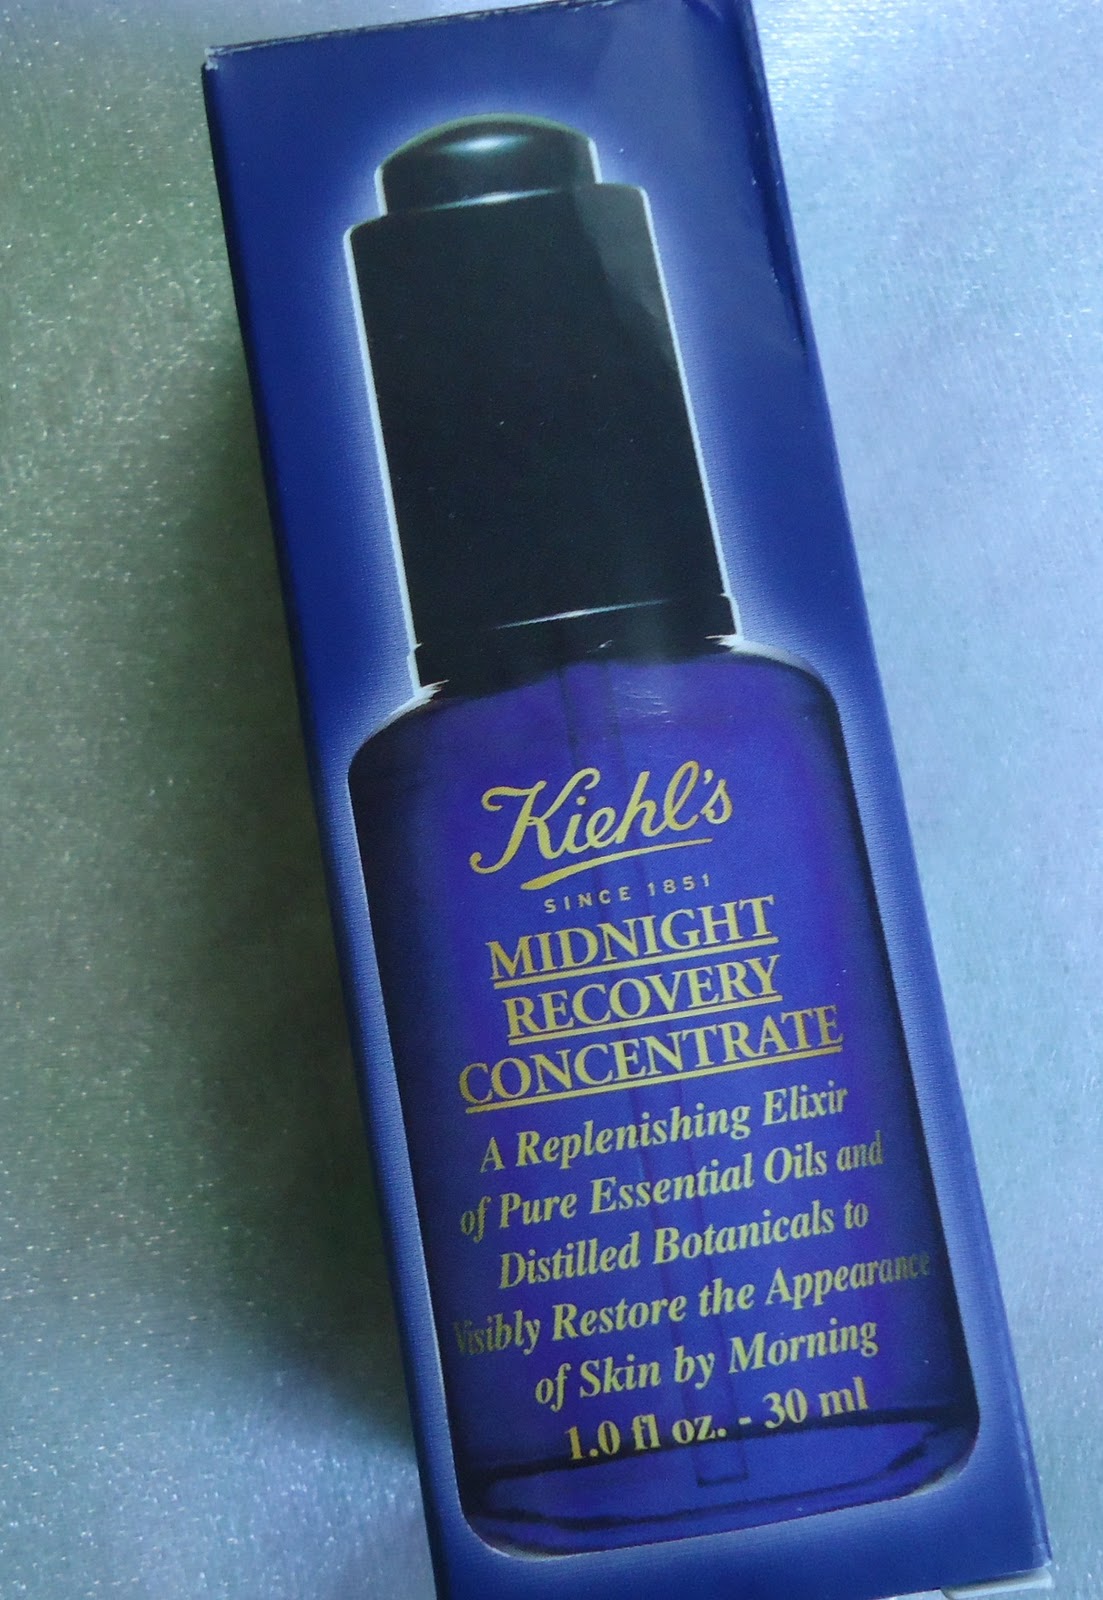 Kiehl's
SINCE 1851
MIDNIGHT
RECOVERY
CONCENTRATE
A Replenishing Elixir
of Pure Essential Oils and
Distilled Botanicals to
Visibly Restore the Appearance
of Skin by Morning
1.0 fl oz. - 30 ml